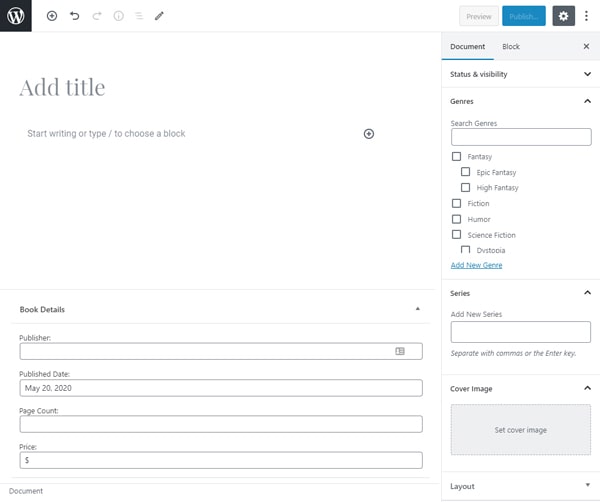 Preview
Publish...
Document
Block
Add title
Start writing or type / to choose a block
Status & visibility
Genres
Search Genres
Fantasy
Epic Fantasy
High Fantasy
Fiction
Humor
Science Fiction
Dystopia
Add New Genre
Series
Add New Series
Separate with commas or the Enter key.
Cover Image
Set cover image
Layout
Book Details
Publisher:
Published Date:
May 20, 2020
Page Count:
Price:
$
Document